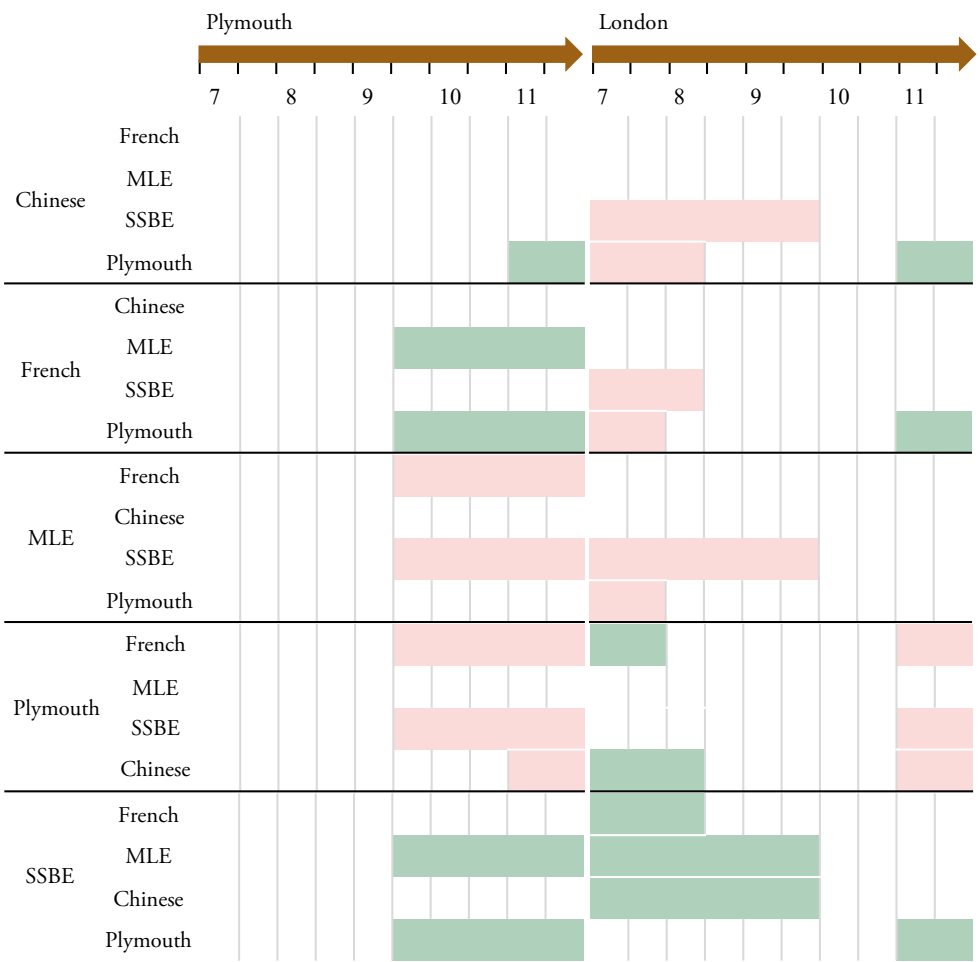 Plymouth London
7 8 9 10 11 7 8 9 10 11
French
MLE
Chinese
SSBE
Plymouth
Chinese
MLE
French
SSBE
Plymouth
French
Chinese
MLE
SSBE
Plymouth
French
MLE
Plymouth
SSBE
Chinese
French
MLE
SSBE
Chinese
Plymouth